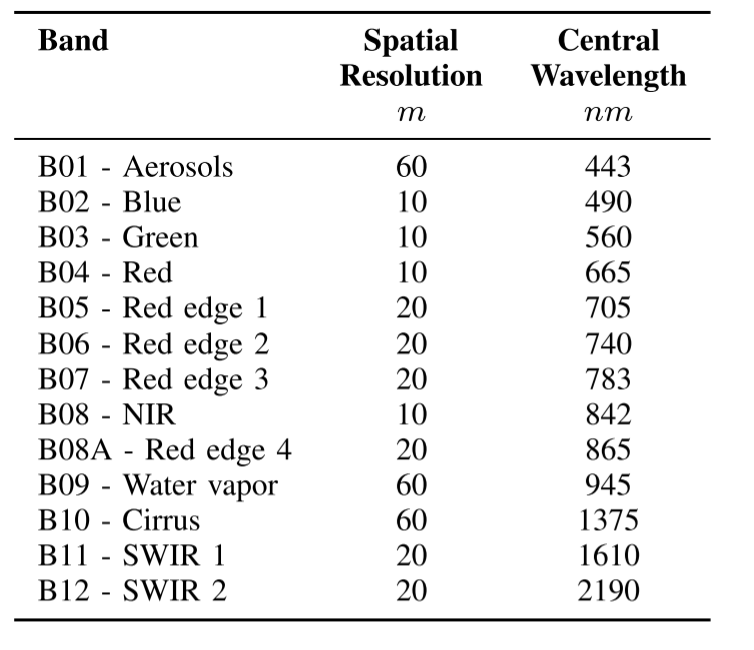 Band Spatial Resolution Central Wavelength
m nm
B01 - Aerosols 60 443
B02 - Blue 10 490
B03 - Green 10 560
B04 - Red 10 665
B05 - Red edge 1 20 705
B06 - Red edge 2 20 740
B07 - Red edge 3 20 783
B08 - NIR 10 842
B08A - Red edge 4 20 865
B09 - Water vapor 60 945
B10 - Cirrus 60 1375
B11 - SWIR 1 20 1610
B12 - SWIR 2 20 2190